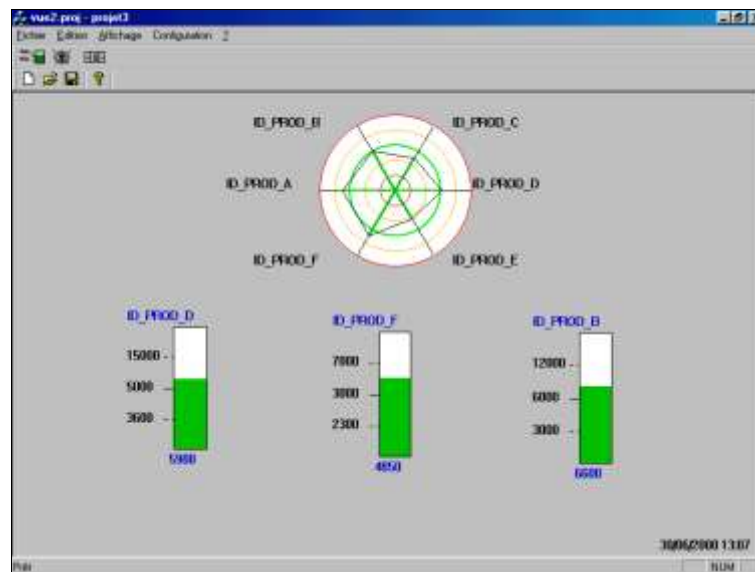 vue2.proj - projet3
Fichier Edition Affichage Configuration ?
ID_PROD_B ID_PROD_C
ID_PROD_A ID_PROD_D
ID_PROD_F ID_PROD_E
ID_PROD_D ID_PROD_F ID_PROD_B
15000 7000 12000
5000 3000 6000
3600 2300 3000
5980 4850 6600
30/06/2000 13:07
Prêt NUM